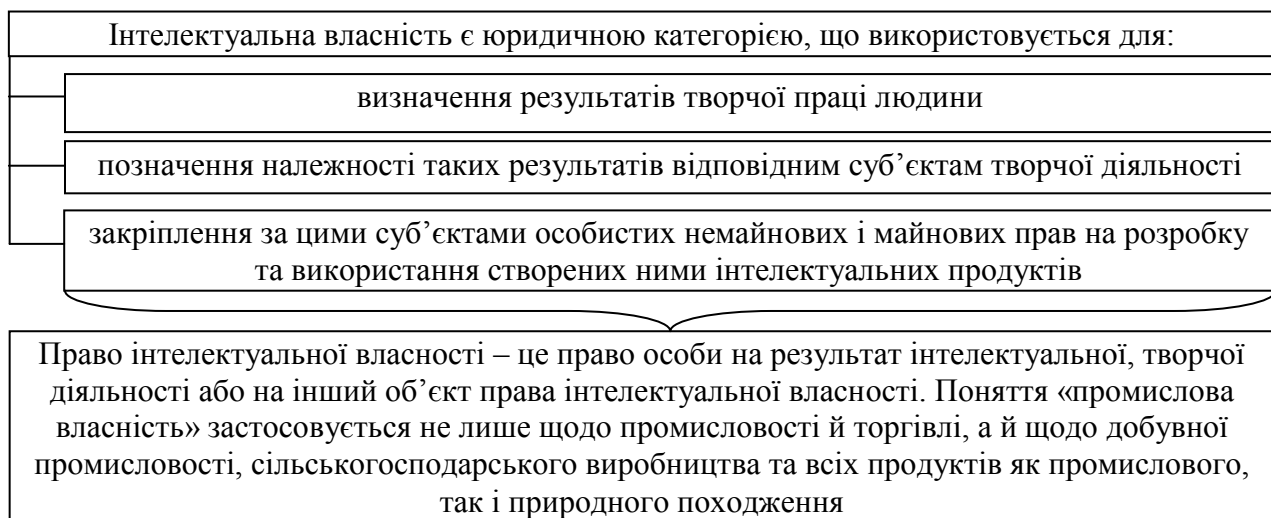 Інтелектуальна власність є юридичною категорією, що використовується для:
визначення результатів творчої праці людини
позначення належності таких результатів відповідним суб’єктам творчої діяльності
закріплення за цими суб’єктами особистих немайнових і майнових прав на розробку
та використання створених ними інтелектуальних продуктів
Право інтелектуальної власності – це право особи на результат інтелектуальної, творчої
діяльності або на інший об’єкт права інтелектуальної власності. Поняття «промислова
власність» застосовується не лише щодо промисловості й торгівлі, а й щодо добувної
промисловості, сільськогосподарського виробництва та всіх продуктів як промислового,
так і природного походження